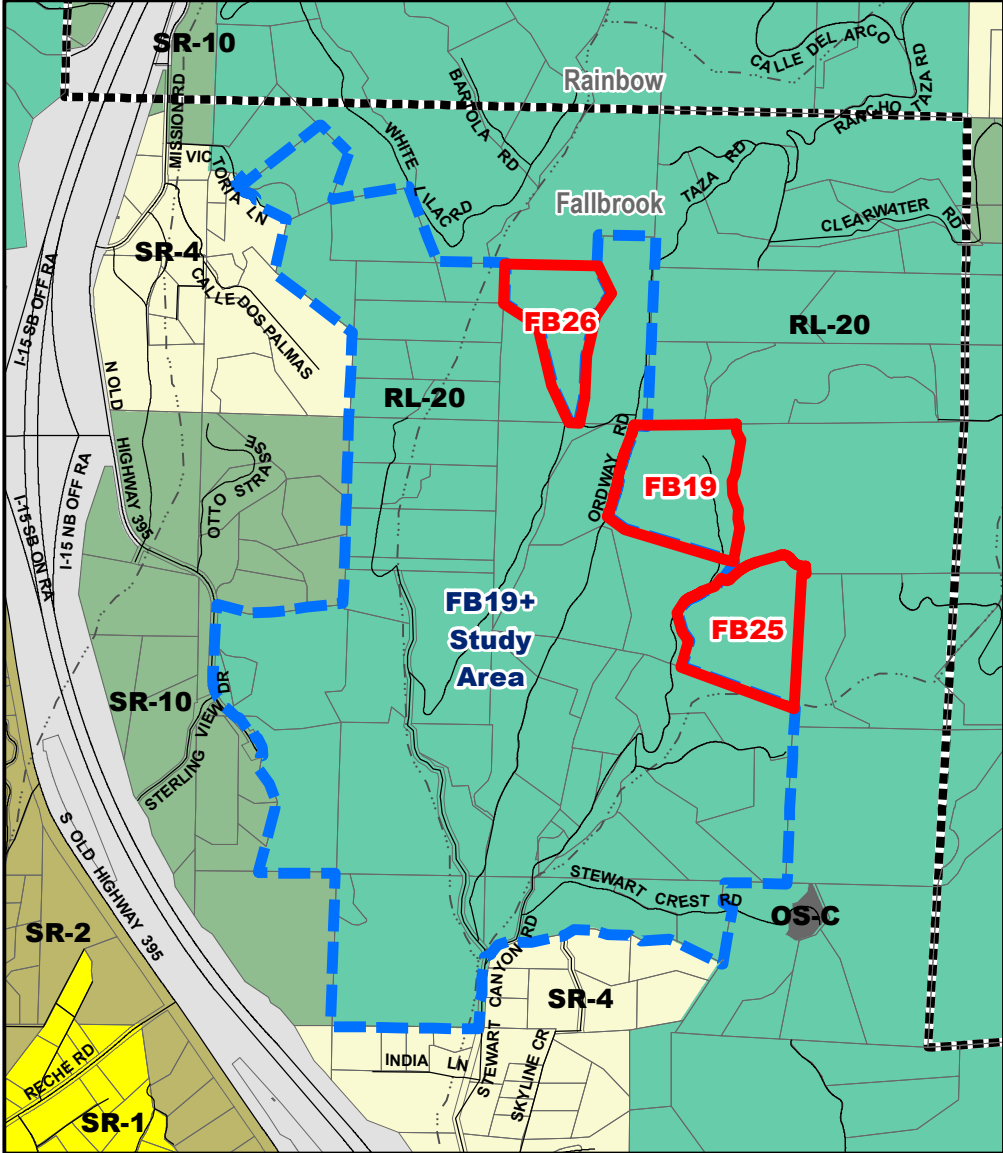 SR-10
CALLE DEL ARCO
Rainbow
BARTOLA RD
RANCHO TAZA RD
MISSION RD
WHITE LILAC RD
VICTORIA LN
TAZA RD
Fallbrook
CLEARWATER RD
SR-4
I-15 SB OFF RA
CALLE DOS PALMAS
FB26
RL-20
RL-20
N OLD HIGHWAY 395
ORDWAY RD
OTTO STRASSE
I-15 NB OFF RA
FB19
I-15 SB ON RA
FB19+
Study
Area
FB25
SR-10
STERLING VIEW DR
S OLD HIGHWAY 395
STEWART CREST RD
OS-C
SR-2
STEWART CANYON RD
SR-4
INDIA LN
SKYLINE CR
RECHE RD
SR-1